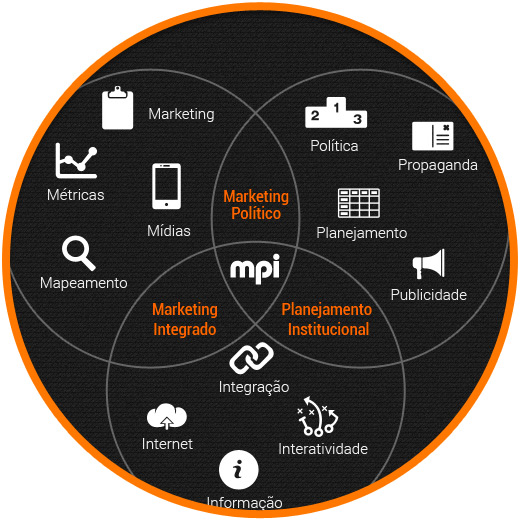 Marketing
2 1 3
Política
Propaganda
Métricas
Mídias
Marketing
Político
Planejamento
Mapeamento
mpi
Publicidade
Marketing
Integrado
Planejamento
Institucional
Integração
Internet
Interatividade
i
Informação